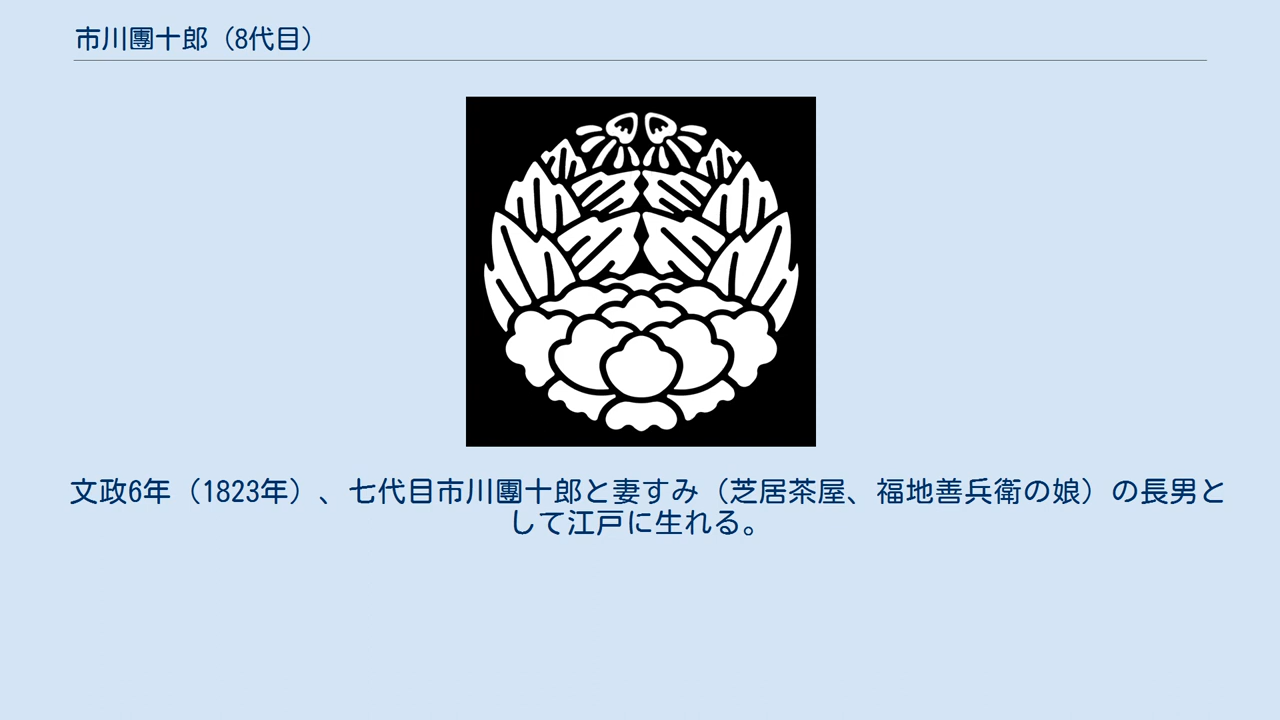 市川團十郎（8代目）
文政6年（1823年）、七代目市川團十郎と妻すみ（芝居茶屋、福地善兵衛の娘）の長男と
して江戸に生れる。